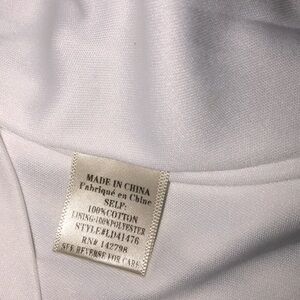 MADE IN CHINA
Fabriqué en Chine
SELF:
100%COTTON
LINING:100%POLYESTER
STYLE#LD41476
RN# 142798
SEE REVERSE FOR CARE